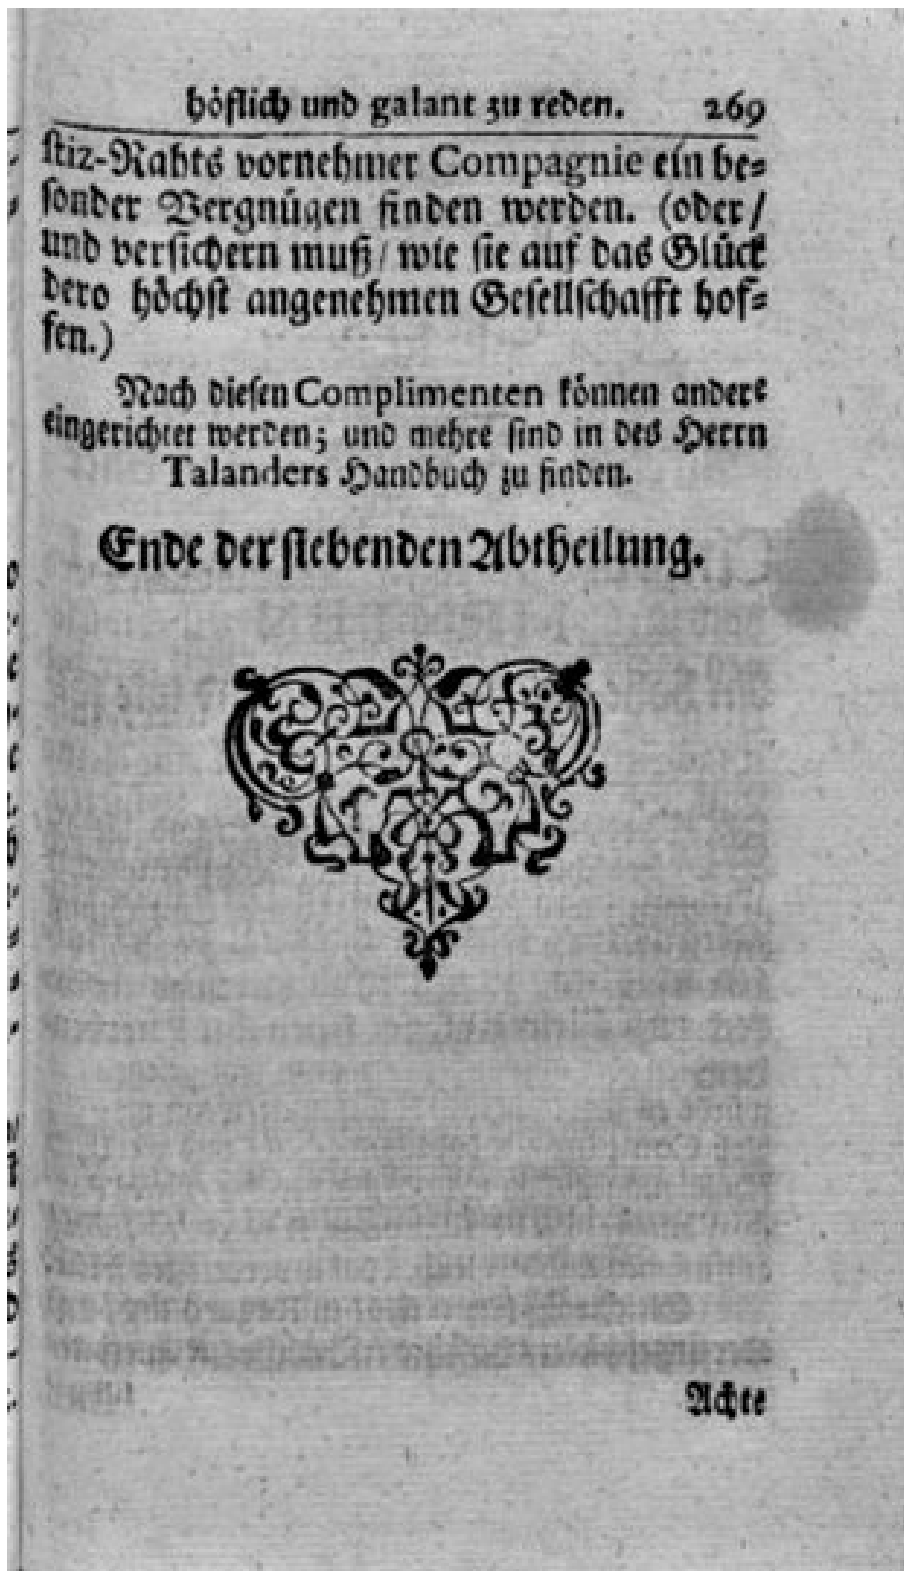 höflich und galant zu reden. 269
stiz-Rahts vornehmer Compagnie ein be=
sonder Vergnügen finden werden. (oder/
und versichern muß/ wie sie auf das Glück
dero höchst angenehmen Gesellschafft hof=
fen.)
Nach diesen Complimenten können andere
eingerichtet werden; und mehre sind in des Herrn
Talanders Handbuch zu finden.
Ende der siebenden Abtheilung.
Achte